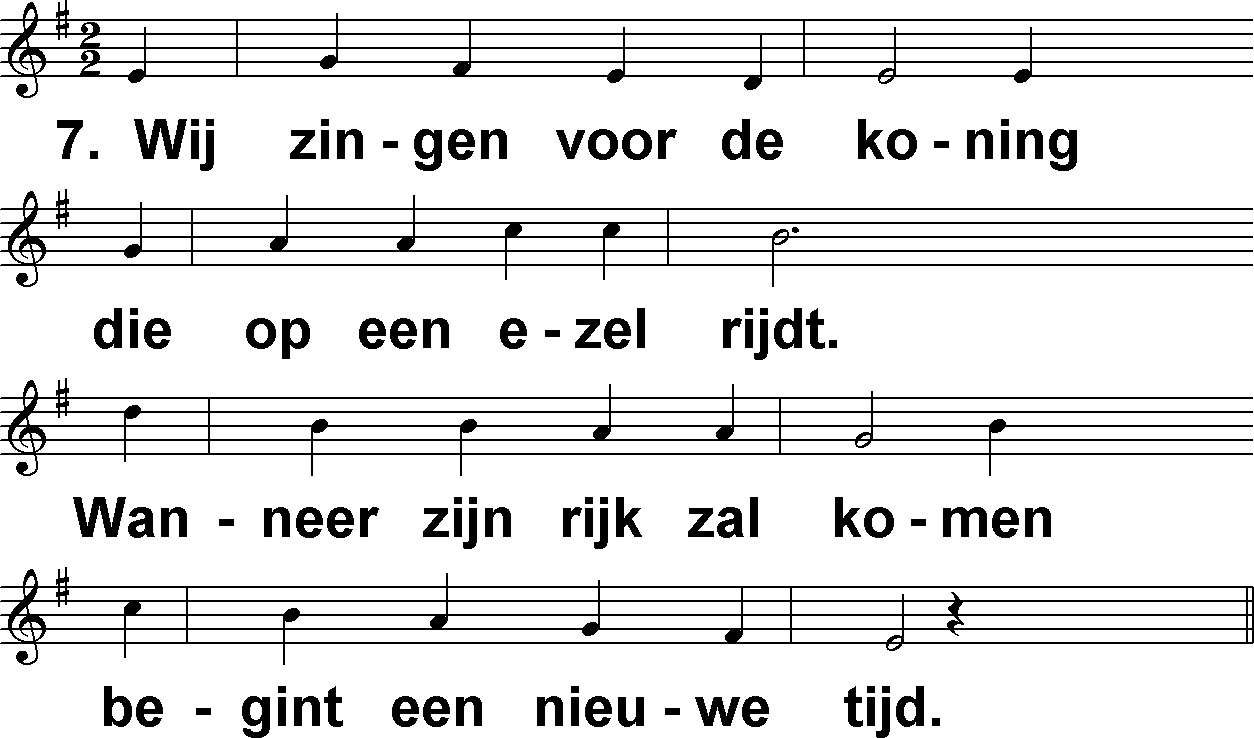 7. Wij zin - gen voor de ko - ning
die op een e - zel rijdt.
Wan - neer zijn rijk zal ko - men
be - gint een nieu - we tijd.